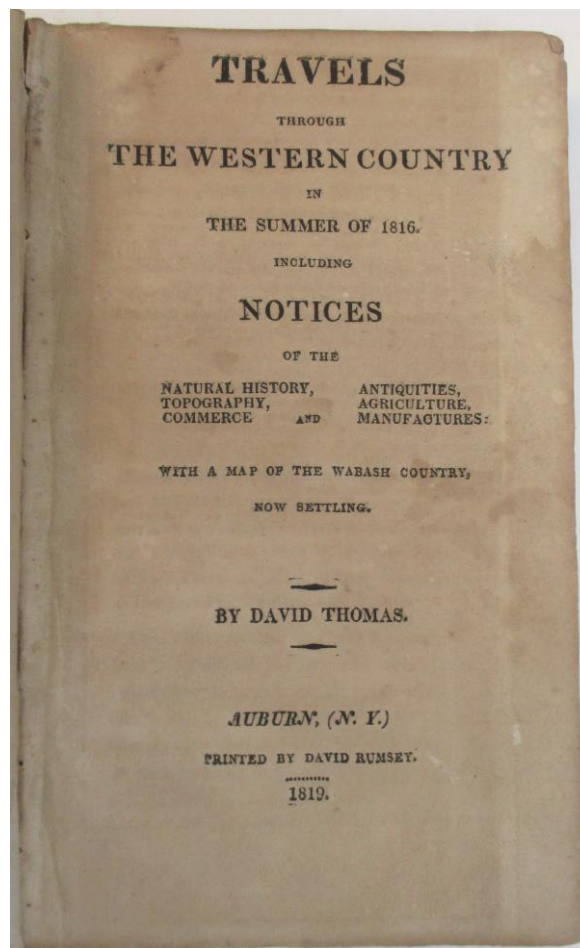 TRAVELS
THROUGH
THE WESTERN COUNTRY
IN
THE SUMMER OF 1816.
INCLUDING
NOTICES
OF THE
NATURAL HISTORY, ANTIQUITIES,
TOPOGRAPHY, AGRICULTURE,
COMMERCE AND MANUFACTURES:
WITH A MAP OF THE WABASH COUNTRY,
NOW SETTLING.
BY DAVID THOMAS.
AUBURN, (N. Y.)
PRINTED BY DAVID RUMSEY.
1819.